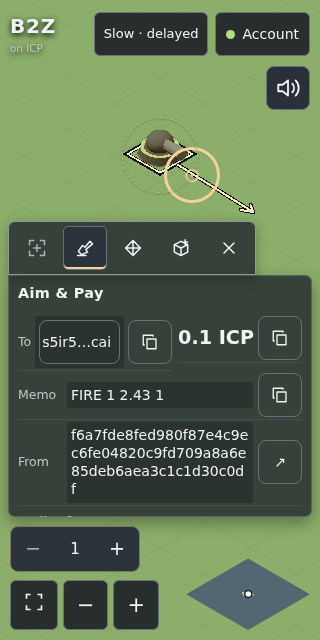 B2Z
on ICP
Slow · delayed
Account
Aim & Pay
To
s5ir5...cai
0.1 ICP
Memo
FIRE 1 2.43 1
From
f6a7fde8fed980f87e4c9e
c6fe04820c9fd709a8a6e
85deb6aea3c1c1d30c0d
f
− 1 +
− +